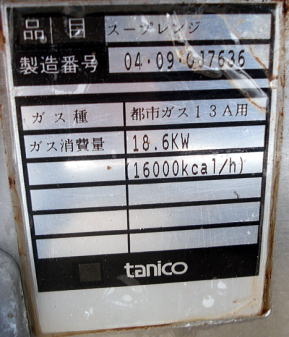 品目 スープレンジ
製造番号 04·09·0J7636
ガス種 都市ガス13A用
ガス消費量 18.6KW
(16000kcal/h)
tanico